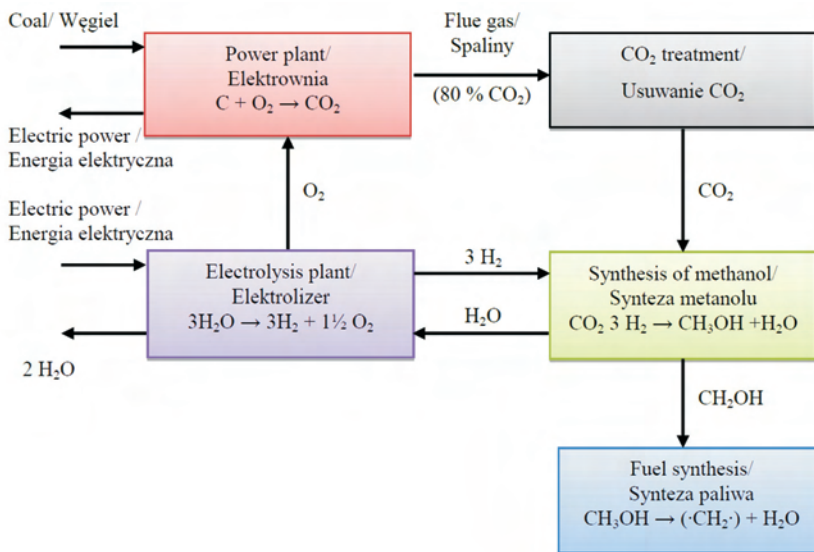 Coal/ Węgiel
Power plant/
Elektrownia
C + O₂ → CO₂
Flue gas/
Spaliny
(80 % CO₂)
CO₂ treatment/
Usuwanie CO₂
Electric power /
Energia elektryczna
O₂
CO₂
Electric power /
Energia elektryczna
Electrolysis plant/
Elektrolizer
3H₂O → 3H₂ + 1½ O₂
3 H₂
H₂O
Synthesis of methanol/
Synteza metanolu
CO₂ 3 H₂ → CH₃OH +H₂O
2 H₂O
CH₂OH
Fuel synthesis/
Synteza paliwa
CH₃OH → (·CH₂·) + H₂O